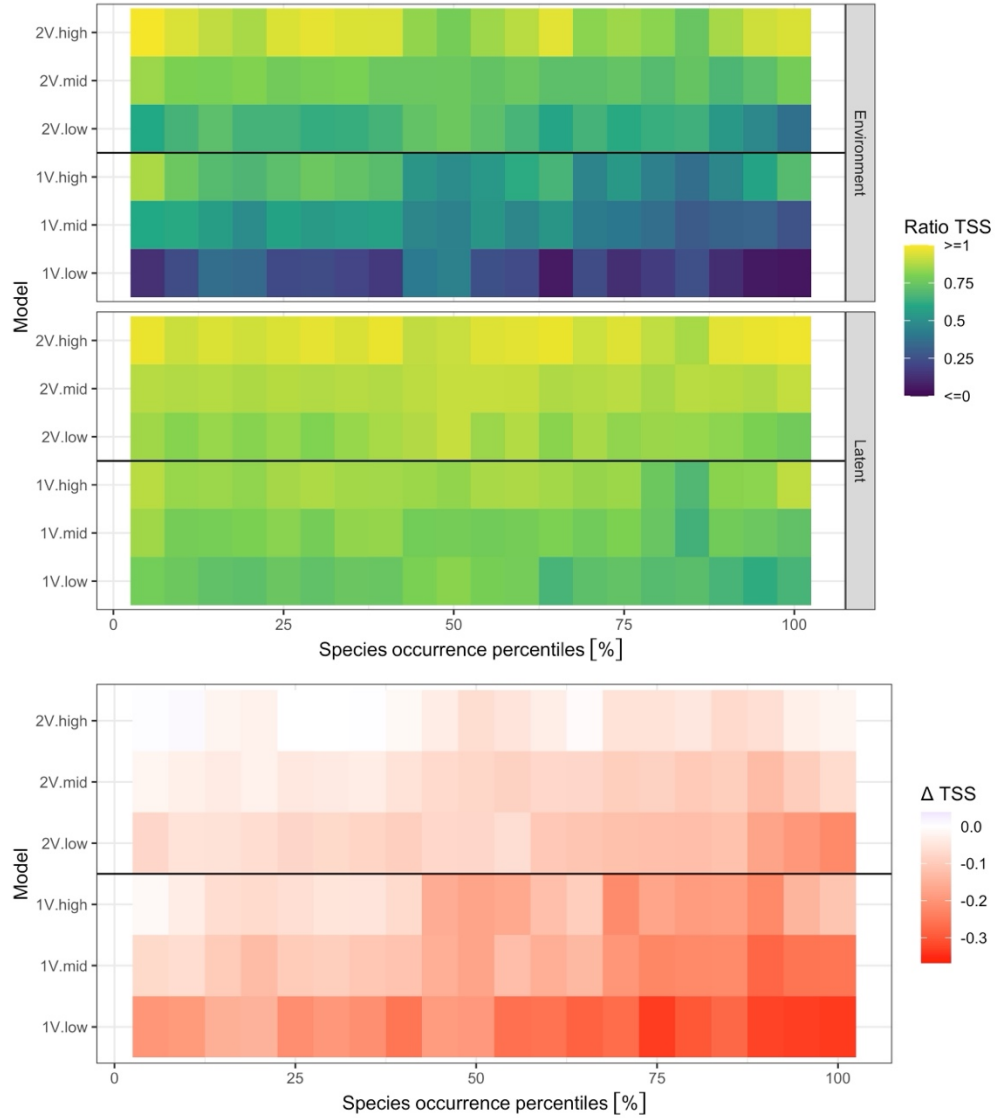 2V.high
2V.mid
2V.low
1V.high
1V.mid
1V.low
Environment
2V.high
2V.mid
2V.low
1V.high
1V.mid
1V.low
Latent
Model
0 25 50 75 100
Species occurrence percentiles [%]
Ratio TSS
>=1
0.75
0.5
0.25
<=0
2V.high
2V.mid
2V.low
1V.high
1V.mid
1V.low
Model
0 25 50 75 100
Species occurrence percentiles [%]
Δ TSS
0.0
-0.1
-0.2
-0.3